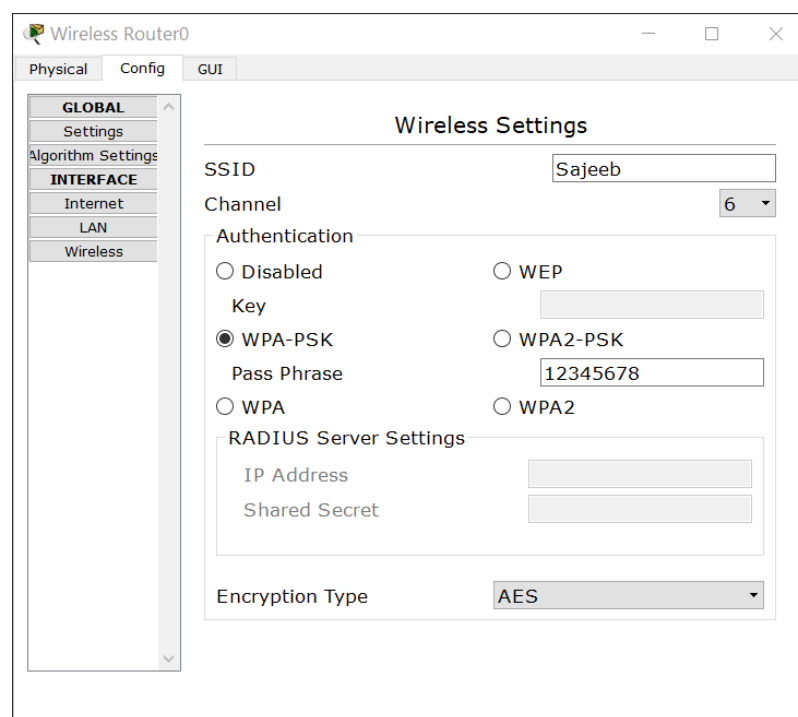 Wireless Router0
Physical Config GUI
GLOBAL
Settings
Algorithm Settings
INTERFACE
Internet
LAN
Wireless
Wireless Settings
SSID Sajeeb
Channel 6
Authentication
Disabled WEP
Key
WPA-PSK WPA2-PSK
Pass Phrase 12345678
WPA WPA2
RADIUS Server Settings
IP Address
Shared Secret
Encryption Type AES